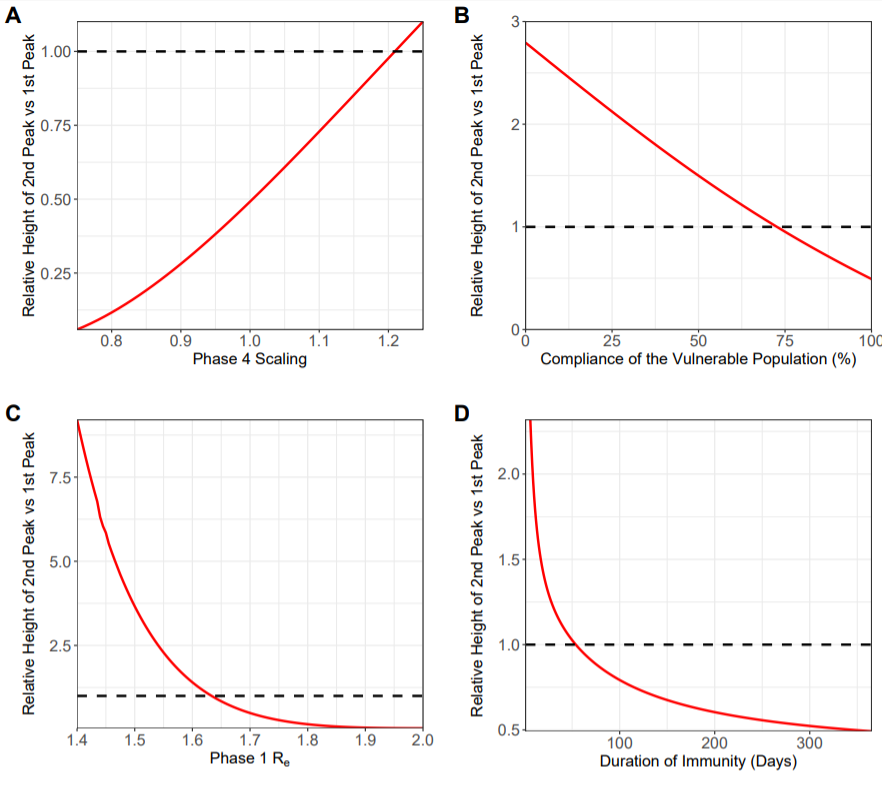 A
Relative Height of 2nd Peak vs 1st Peak
1.00
0.75
0.50
0.25
0.8 0.9 1.0 1.1 1.2
Phase 4 Scaling
B
Relative Height of 2nd Peak vs 1st Peak
3
2
1
0
0 25 50 75 100
Compliance of the Vulnerable Population (%)
C
Relative Height of 2nd Peak vs 1st Peak
7.5
5.0
2.5
1.4 1.5 1.6 1.7 1.8 1.9 2.0
Phase 1 Re
D
Relative Height of 2nd Peak vs 1st Peak
2.0
1.5
1.0
0.5
100 200 300
Duration of Immunity (Days)